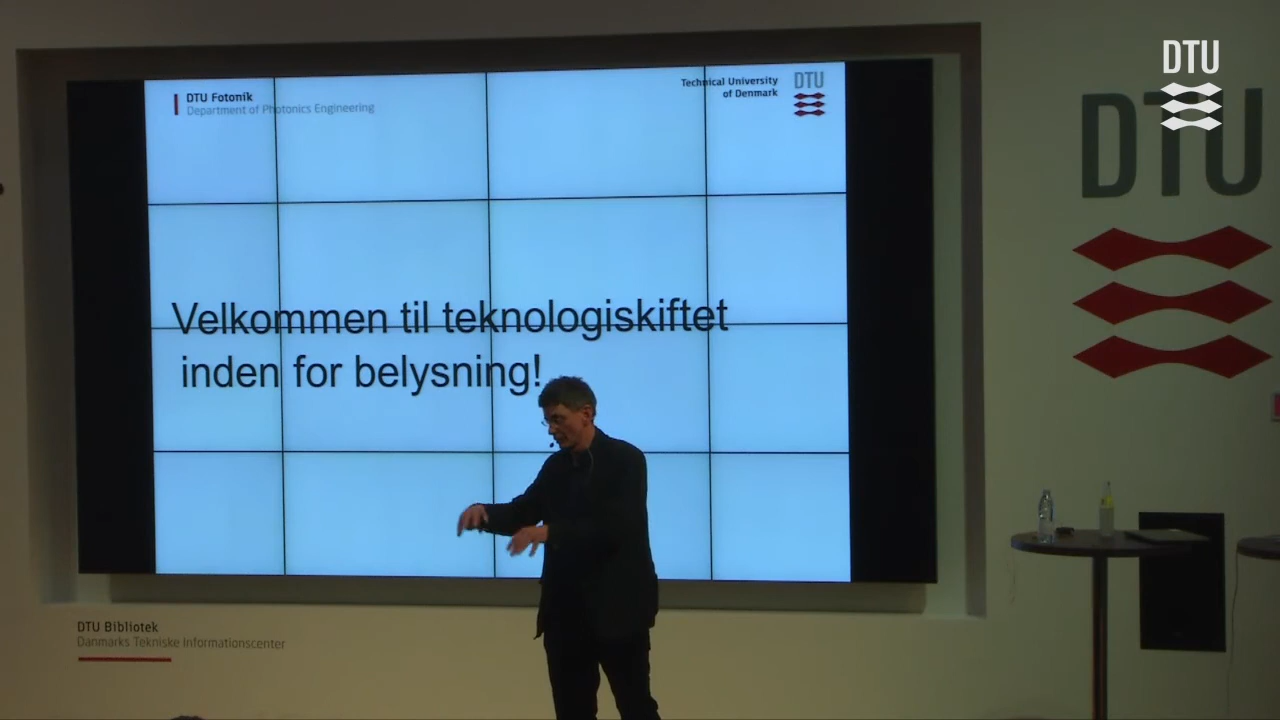 DTU Fotonik
Department of Photonics Engineering
Technical University
of Denmark
DTU
Velkommen til teknologiskiftet
inden for belysning!
DTU
DTU
DTU Bibliotek
Danmarks Tekniske Informationscenter